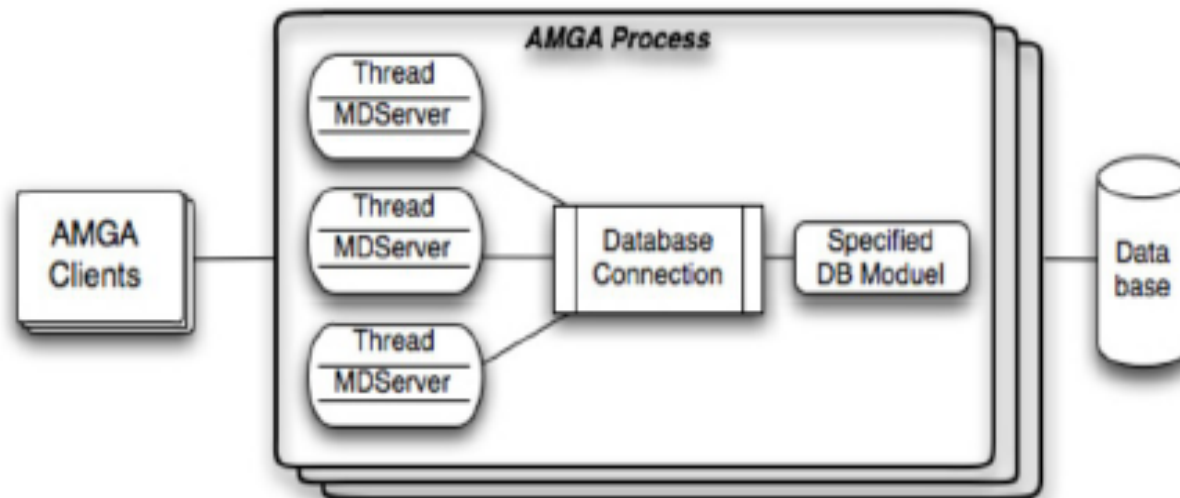 AMGA Process
Thread
MDServer
Thread
MDServer
Thread
MDServer
AMGA
Clients
Database
Connection
Specified
DB Moduel
Data
base